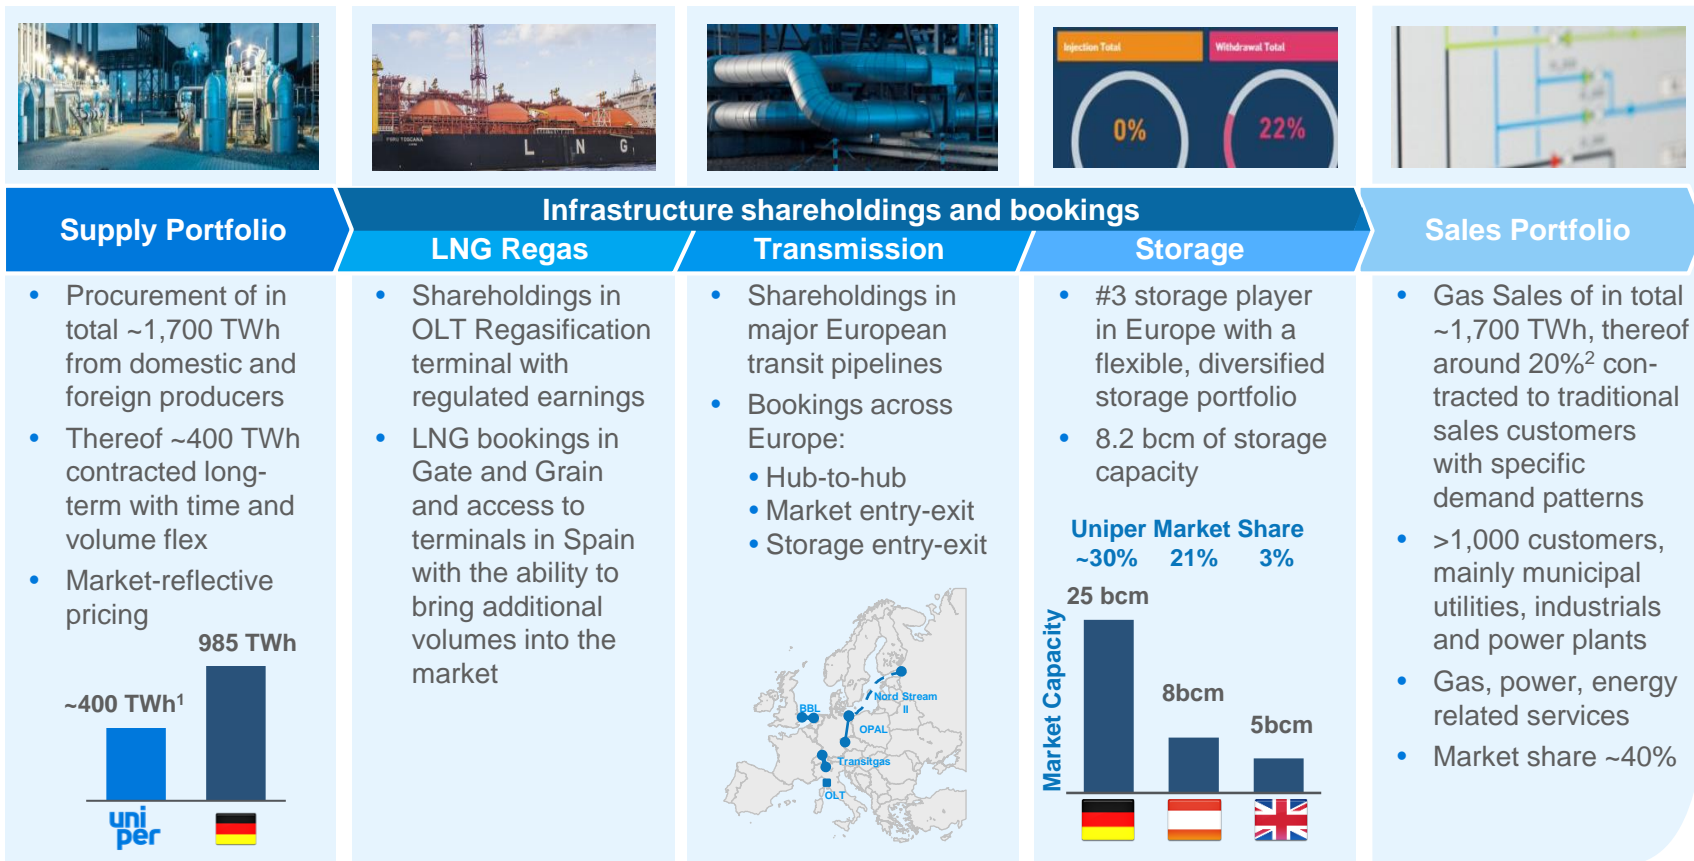 FSRU TOSCANA
L N G
Injection Total
Withdrawal Total
0%
22%
Supply Portfolio
Infrastructure shareholdings and bookings
LNG Regas
Transmission
Storage
Sales Portfolio
• Procurement of in
total ~1,700 TWh
from domestic and
foreign producers
• Thereof ~400 TWh
contracted long-
term with time and
volume flex
• Market-reflective
pricing
985 TWh
~400 TWh¹
uni
per
• Shareholdings in
OLT Regasification
terminal with
regulated earnings
• LNG bookings in
Gate and Grain
and access to
terminals in Spain
with the ability to
bring additional
volumes into the
market
• Shareholdings in
major European
transit pipelines
• Bookings across
Europe:
• Hub-to-hub
• Market entry-exit
• Storage entry-exit
Nord Stream
II
BBL
OPAL
Transitgas
OLT
• #3 storage player
in Europe with a
flexible, diversified
storage portfolio
• 8.2 bcm of storage
capacity
Uniper Market Share
~30% 21% 3%
25 bcm
8bcm
5bcm
Market Capacity
• Gas Sales of in total
~1,700 TWh, thereof
around 20%² con-
tracted to traditional
sales customers
with specific
demand patterns
• >1,000 customers,
mainly municipal
utilities, industrials
and power plants
• Gas, power, energy
related services
• Market share ~40%